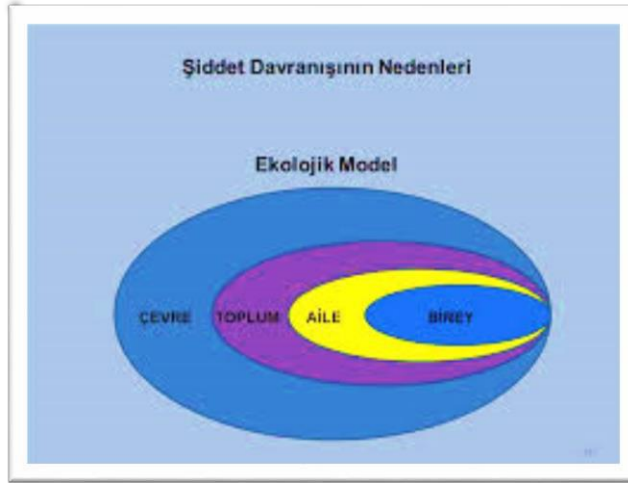 Şiddet Davranışının Nedenleri
Ekolojik Model
ÇEVRE TOPLUM AİLE BİREY